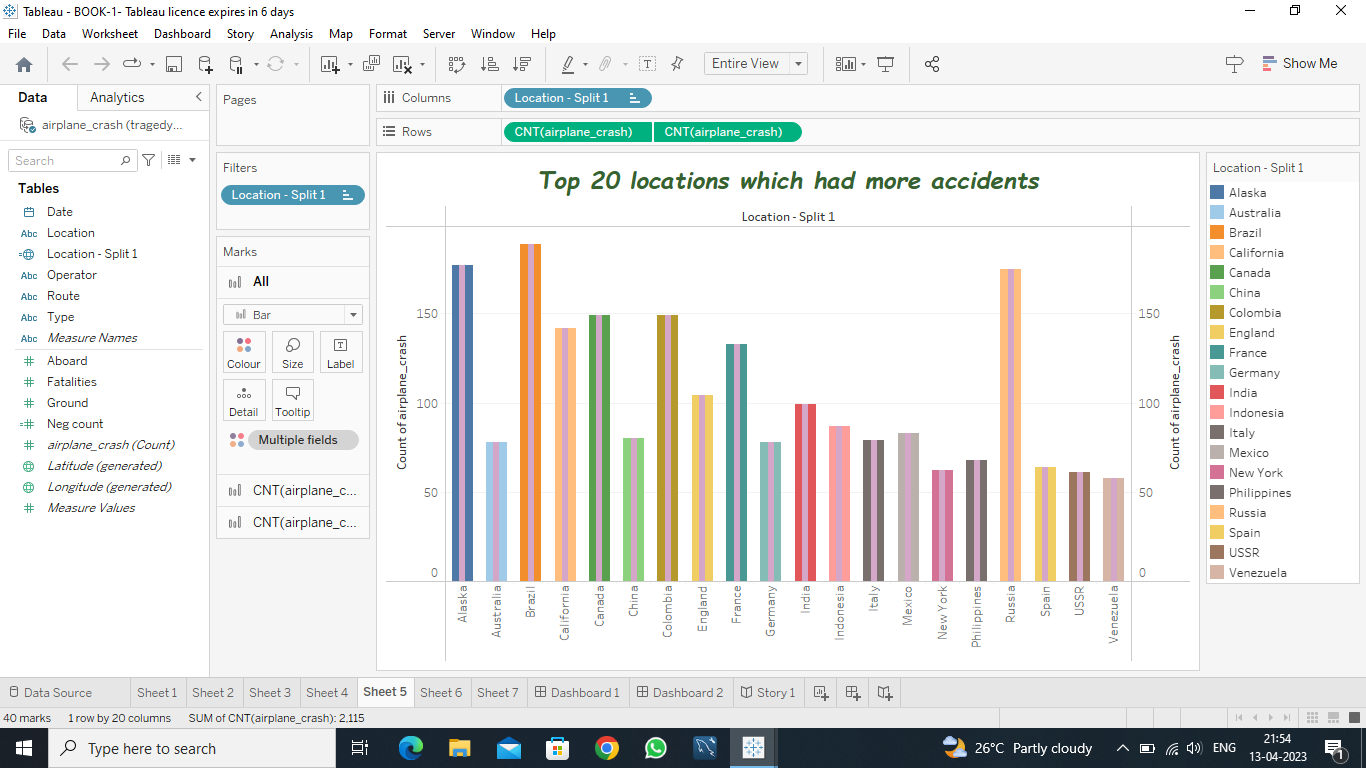 Tableau - BOOK-1- Tableau licence expires in 6 days
File Data Worksheet Dashboard Story Analysis Map Format Server Window Help
Entire View
Show Me
Data Analytics
airplane_crash (tragedy...
Search
Tables
Date
Abc Location
Location - Split 1
Abc Operator
Abc Route
Abc Type
Abc Measure Names
Aboard
Fatalities
Ground
Neg count
airplane_crash (Count)
Latitude (generated)
Longitude (generated)
Measure Values
Pages
Filters
Location - Split 1
Marks
All
Bar
Colour Size Label
Detail Tooltip
Multiple fields
CNT(airplane_c...
CNT(airplane_c...
Columns Location - Split 1
Rows CNT(airplane_crash) CNT(airplane_crash)
Top 20 locations which had more accidents
Location - Split 1
Count of airplane_crash
150
100
50
0
150
100
50
0
Count of airplane_crash
Alaska
Australia
Brazil
California
Canada
China
Colombia
England
France
Germany
India
Indonesia
Italy
Mexico
New York
Philippines
Russia
Spain
USSR
Venezuela
Location - Split 1
Alaska
Australia
Brazil
California
Canada
China
Colombia
England
France
Germany
India
Indonesia
Italy
Mexico
New York
Philippines
Russia
Spain
USSR
Venezuela
Data Source Sheet 1 Sheet 2 Sheet 3 Sheet 4 Sheet 5 Sheet 6 Sheet 7 Dashboard 1 Dashboard 2 Story 1
40 marks 1 row by 20 columns SUM of CNT(airplane_crash): 2,115
Type here to search
26°C Partly cloudy
ENG
21:54
13-04-2023
1